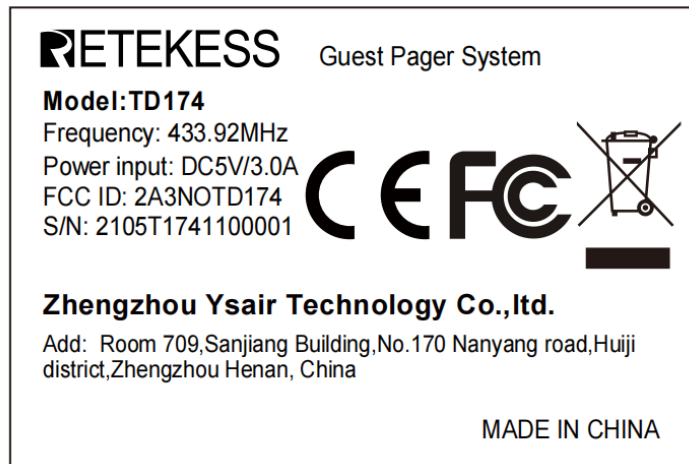 RETEKESS Guest Pager System
Model:TD174
Frequency: 433.92MHz
Power input: DC5V/3.0A
FCC ID: 2A3NOTD174
S/N: 2105T1741100001
CE FC
Zhengzhou Ysair Technology Co.,ltd.
Add: Room 709,Sanjiang Building,No.170 Nanyang road,Huiji
district,Zhengzhou Henan, China
MADE IN CHINA